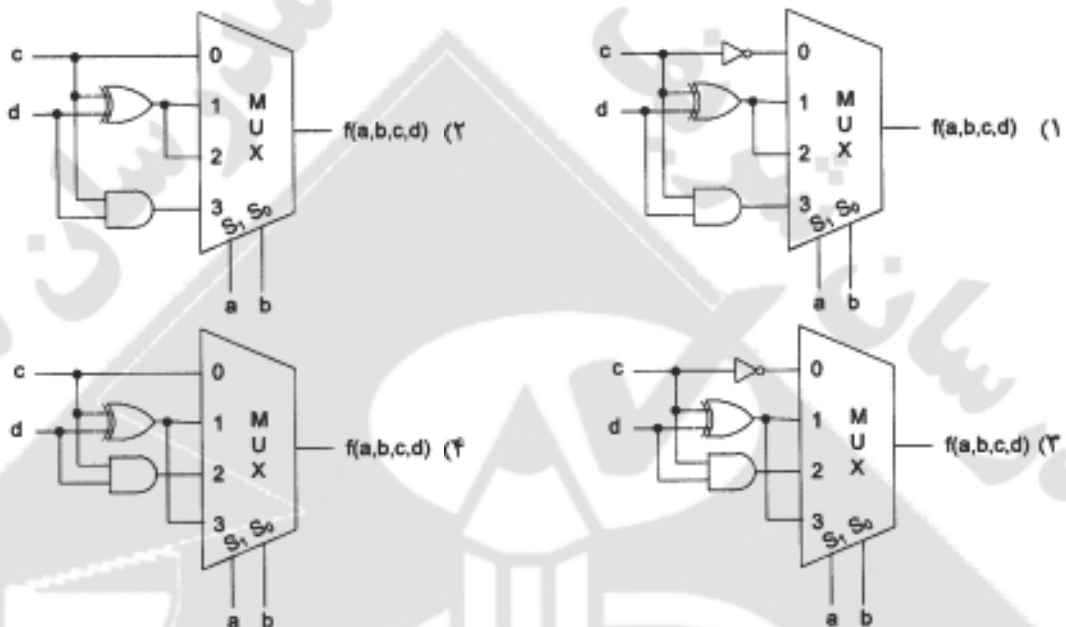 c 0
1
d M U X f(a,b,c,d) (۱
2
3
S1 S0
a b
c 0
1
d M U X f(a,b,c,d) (۲
2
3
S1 S0
a b
c 0
1
d M U X f(a,b,c,d) (۳
2
3
S1 S0
a b
c 0
1
d M U X f(a,b,c,d) (۴
2
3
S1 S0
a b